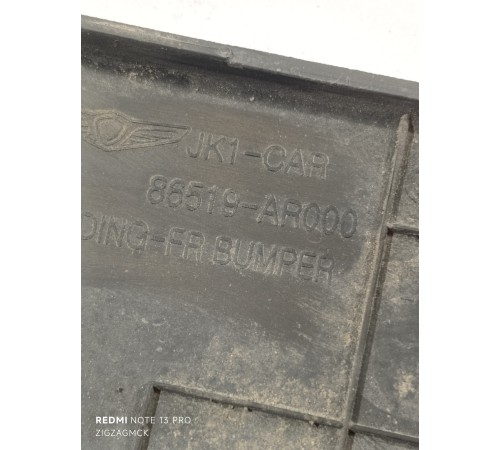 JK1-CAR
86519-AR000
DING-FR BUMPER
REDMI NOTE 13 PRO
ZIGZAGMCK